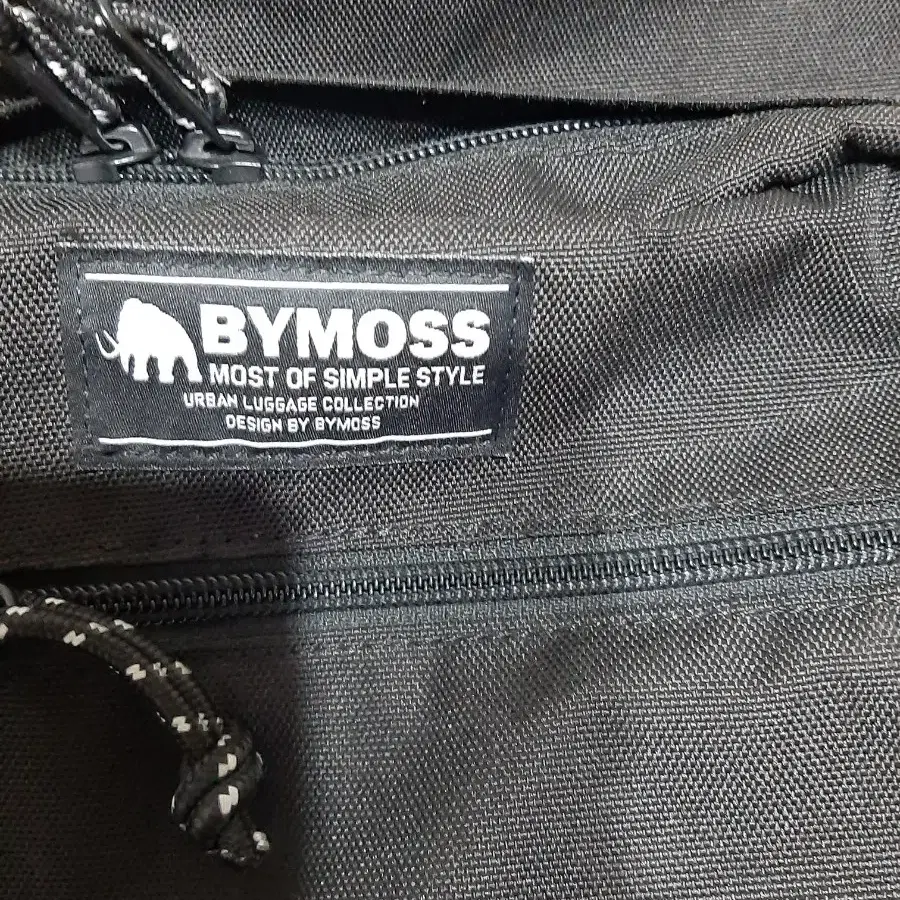 BYMOSS
MOST OF SIMPLE STYLE
URBAN LUGGAGE COLLECTION
DESIGN BY BYMOSS